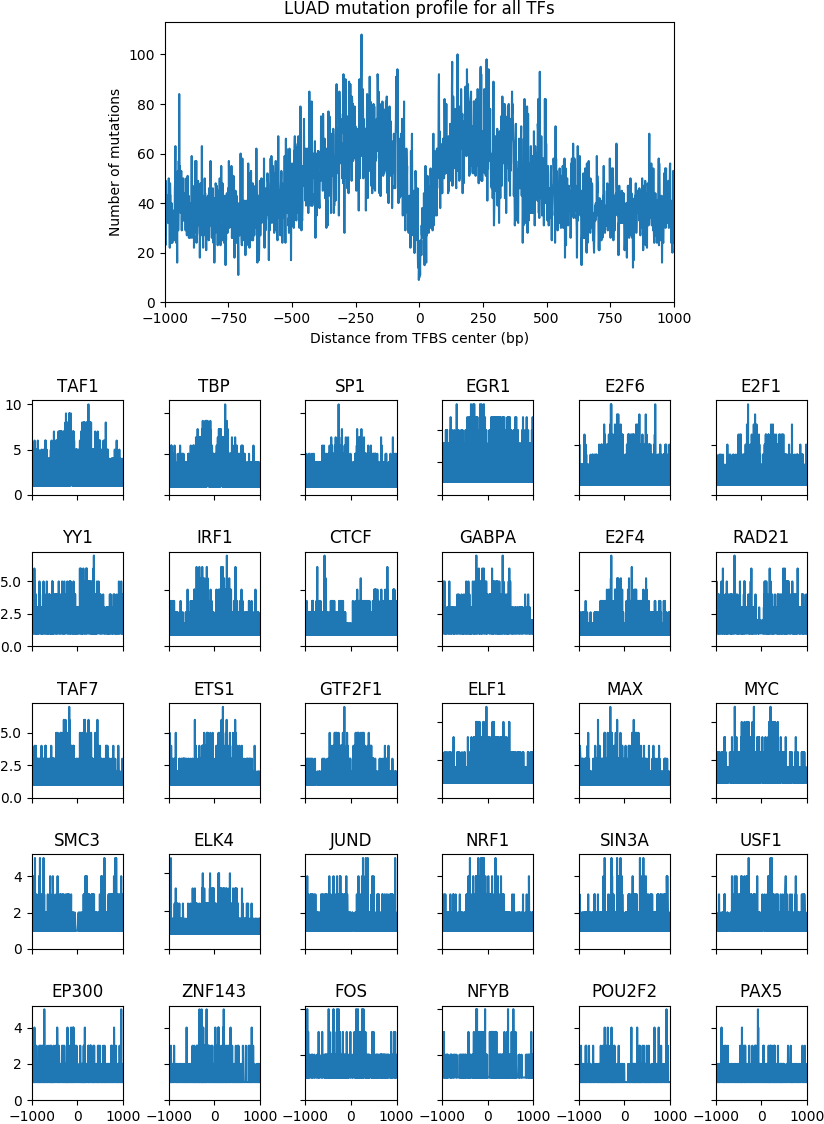 LUAD mutation profile for all TFs
100
80
60
40
20
0
Number of mutations
−1000 −750 −500 −250 0 250 500 750 1000
Distance from TFBS center (bp)
TAF1 TBP SP1 EGR1 E2F6 E2F1
10
5
0
YY1 IRF1 CTCF GABPA E2F4 RAD21
5.0
2.5
0.0
TAF7 ETS1 GTF2F1 ELF1 MAX MYC
5.0
2.5
0.0
SMC3 ELK4 JUND NRF1 SIN3A USF1
4
2
0
EP300 ZNF143 FOS NFYB POU2F2 PAX5
4
2
0
−1000 0 1000 −1000 0 1000 −1000 0 1000 −1000 0 1000 −1000 0 1000 −1000 0 1000